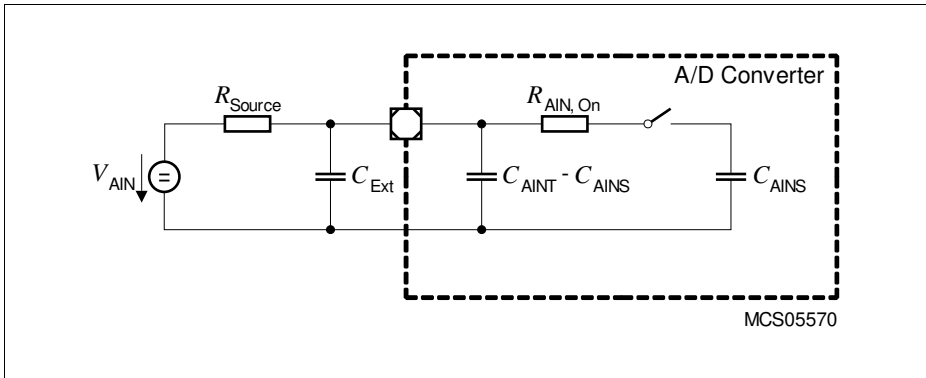 A/D Converter
R_Source
R_AIN, On
V_AIN
=
C_Ext
C_AINT - C_AINS
C_AINS
MCS05570